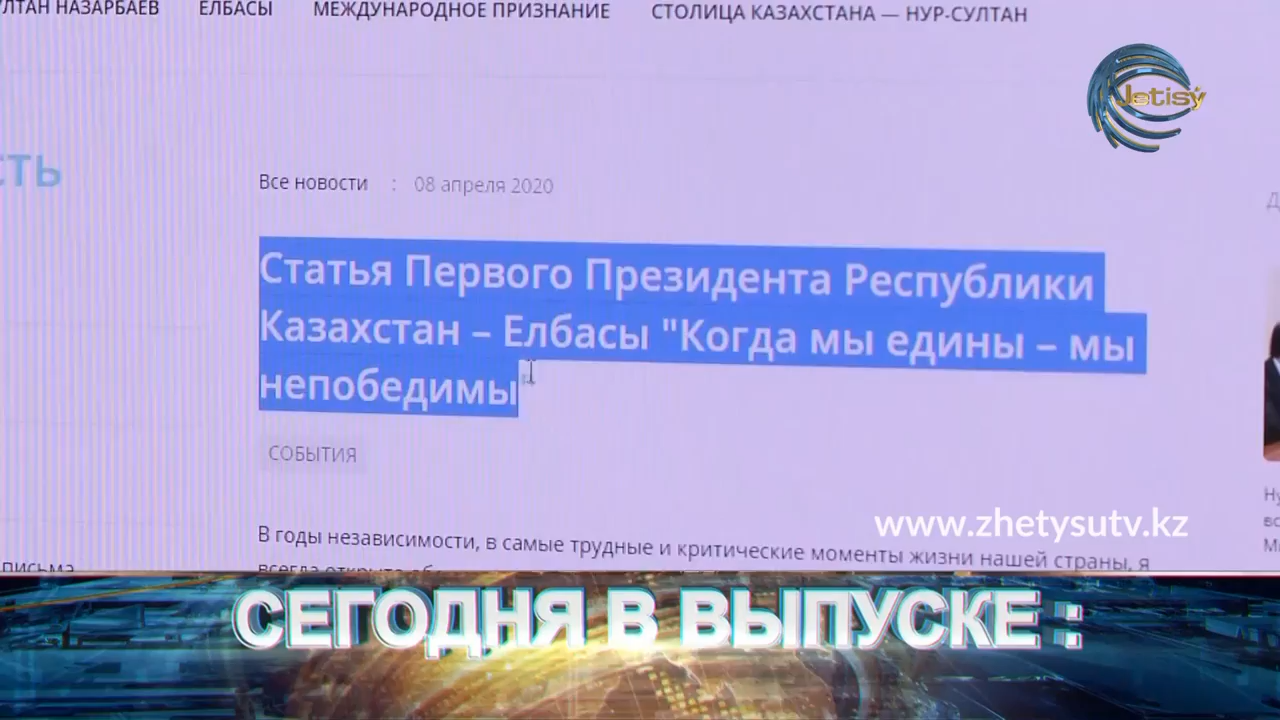 НАЗАРБАЕВ ЕЛБАСЫ МЕЖДУНАРОДНОЕ ПРИЗНАНИЕ СТОЛИЦА КАЗАХСТАНА — НУР-СУЛТАН
Jetisý
сть
Все новости : 08 апреля 2020
Статья Первого Президента Республики
Казахстан – Елбасы "Когда мы едины – мы
непобедимы"
СОБЫТИЯ
www.zhetysutv.kz
В годы независимости, в самые трудные и критические моменты жизни нашей страны, я
СЕГОДНЯ В ВЫПУСКЕ :